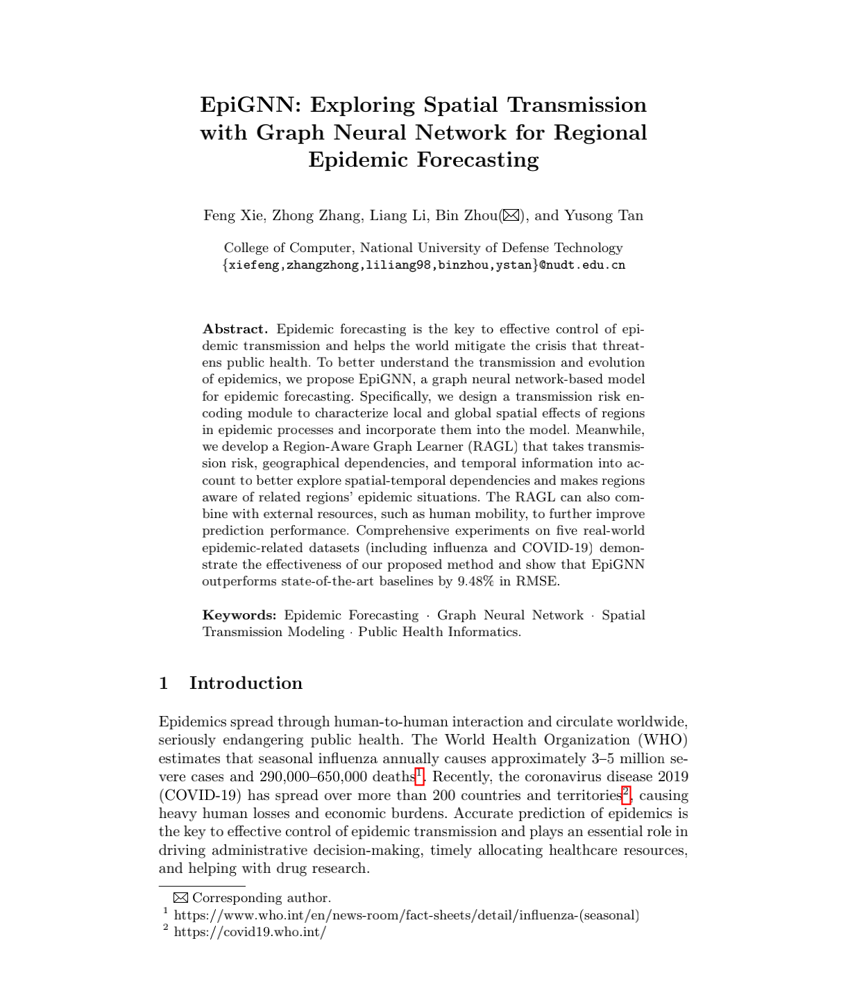 EpiGNN: Exploring Spatial Transmission
with Graph Neural Network for Regional
Epidemic Forecasting
Feng Xie, Zhong Zhang, Liang Li, Bin Zhou(✉), and Yusong Tan
College of Computer, National University of Defense Technology
{xiefeng,zhangzhong,liliang98,binzhou,ystan}@nudt.edu.cn
Abstract. Epidemic forecasting is the key to effective control of epi-
demic transmission and helps the world mitigate the crisis that threat-
ens public health. To better understand the transmission and evolution
of epidemics, we propose EpiGNN, a graph neural network-based model
for epidemic forecasting. Specifically, we design a transmission risk en-
coding module to characterize local and global spatial effects of regions
in epidemic processes and incorporate them into the model. Meanwhile,
we develop a Region-Aware Graph Learner (RAGL) that takes transmis-
sion risk, geographical dependencies, and temporal information into ac-
count to better explore spatial-temporal dependencies and makes regions
aware of related regions' epidemic situations. The RAGL can also com-
bine with external resources, such as human mobility, to further improve
prediction performance. Comprehensive experiments on five real-world
epidemic-related datasets (including influenza and COVID-19) demon-
strate the effectiveness of our proposed method and show that EpiGNN
outperforms state-of-the-art baselines by 9.48% in RMSE.
Keywords: Epidemic Forecasting · Graph Neural Network · Spatial
Transmission Modeling · Public Health Informatics.
1 Introduction
Epidemics spread through human-to-human interaction and circulate worldwide,
seriously endangering public health. The World Health Organization (WHO)
estimates that seasonal influenza annually causes approximately 3–5 million se-
vere cases and 290,000–650,000 deaths1. Recently, the coronavirus disease 2019
(COVID-19) has spread over more than 200 countries and territories2, causing
heavy human losses and economic burdens. Accurate prediction of epidemics is
the key to effective control of epidemic transmission and plays an essential role in
driving administrative decision-making, timely allocating healthcare resources,
and helping with drug research.
✉ Corresponding author.
1 https://www.who.int/en/news-room/fact-sheets/detail/influenza-(seasonal)
2 https://covid19.who.int/